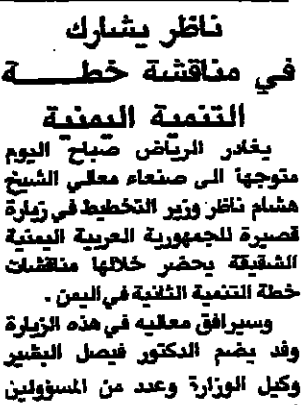 ناظر يشارك
في مناقشة خطة
التنمية اليمنية
يغادر الرياض صباح اليوم
متوجها الى صنعاء معالي الشيخ
هشام ناظر وزير التخطيط في زيارة
قصيرة للجمهورية العربية اليمنية
الشقيقة يحضر خلالها مناقشات
خطة التنمية الثانية في اليمن .
وسيرافق معاليه في هذه الزيارة
وفد يضم الدكتور فيصل البشير
وكيل الوزارة وعدد من المسؤولين